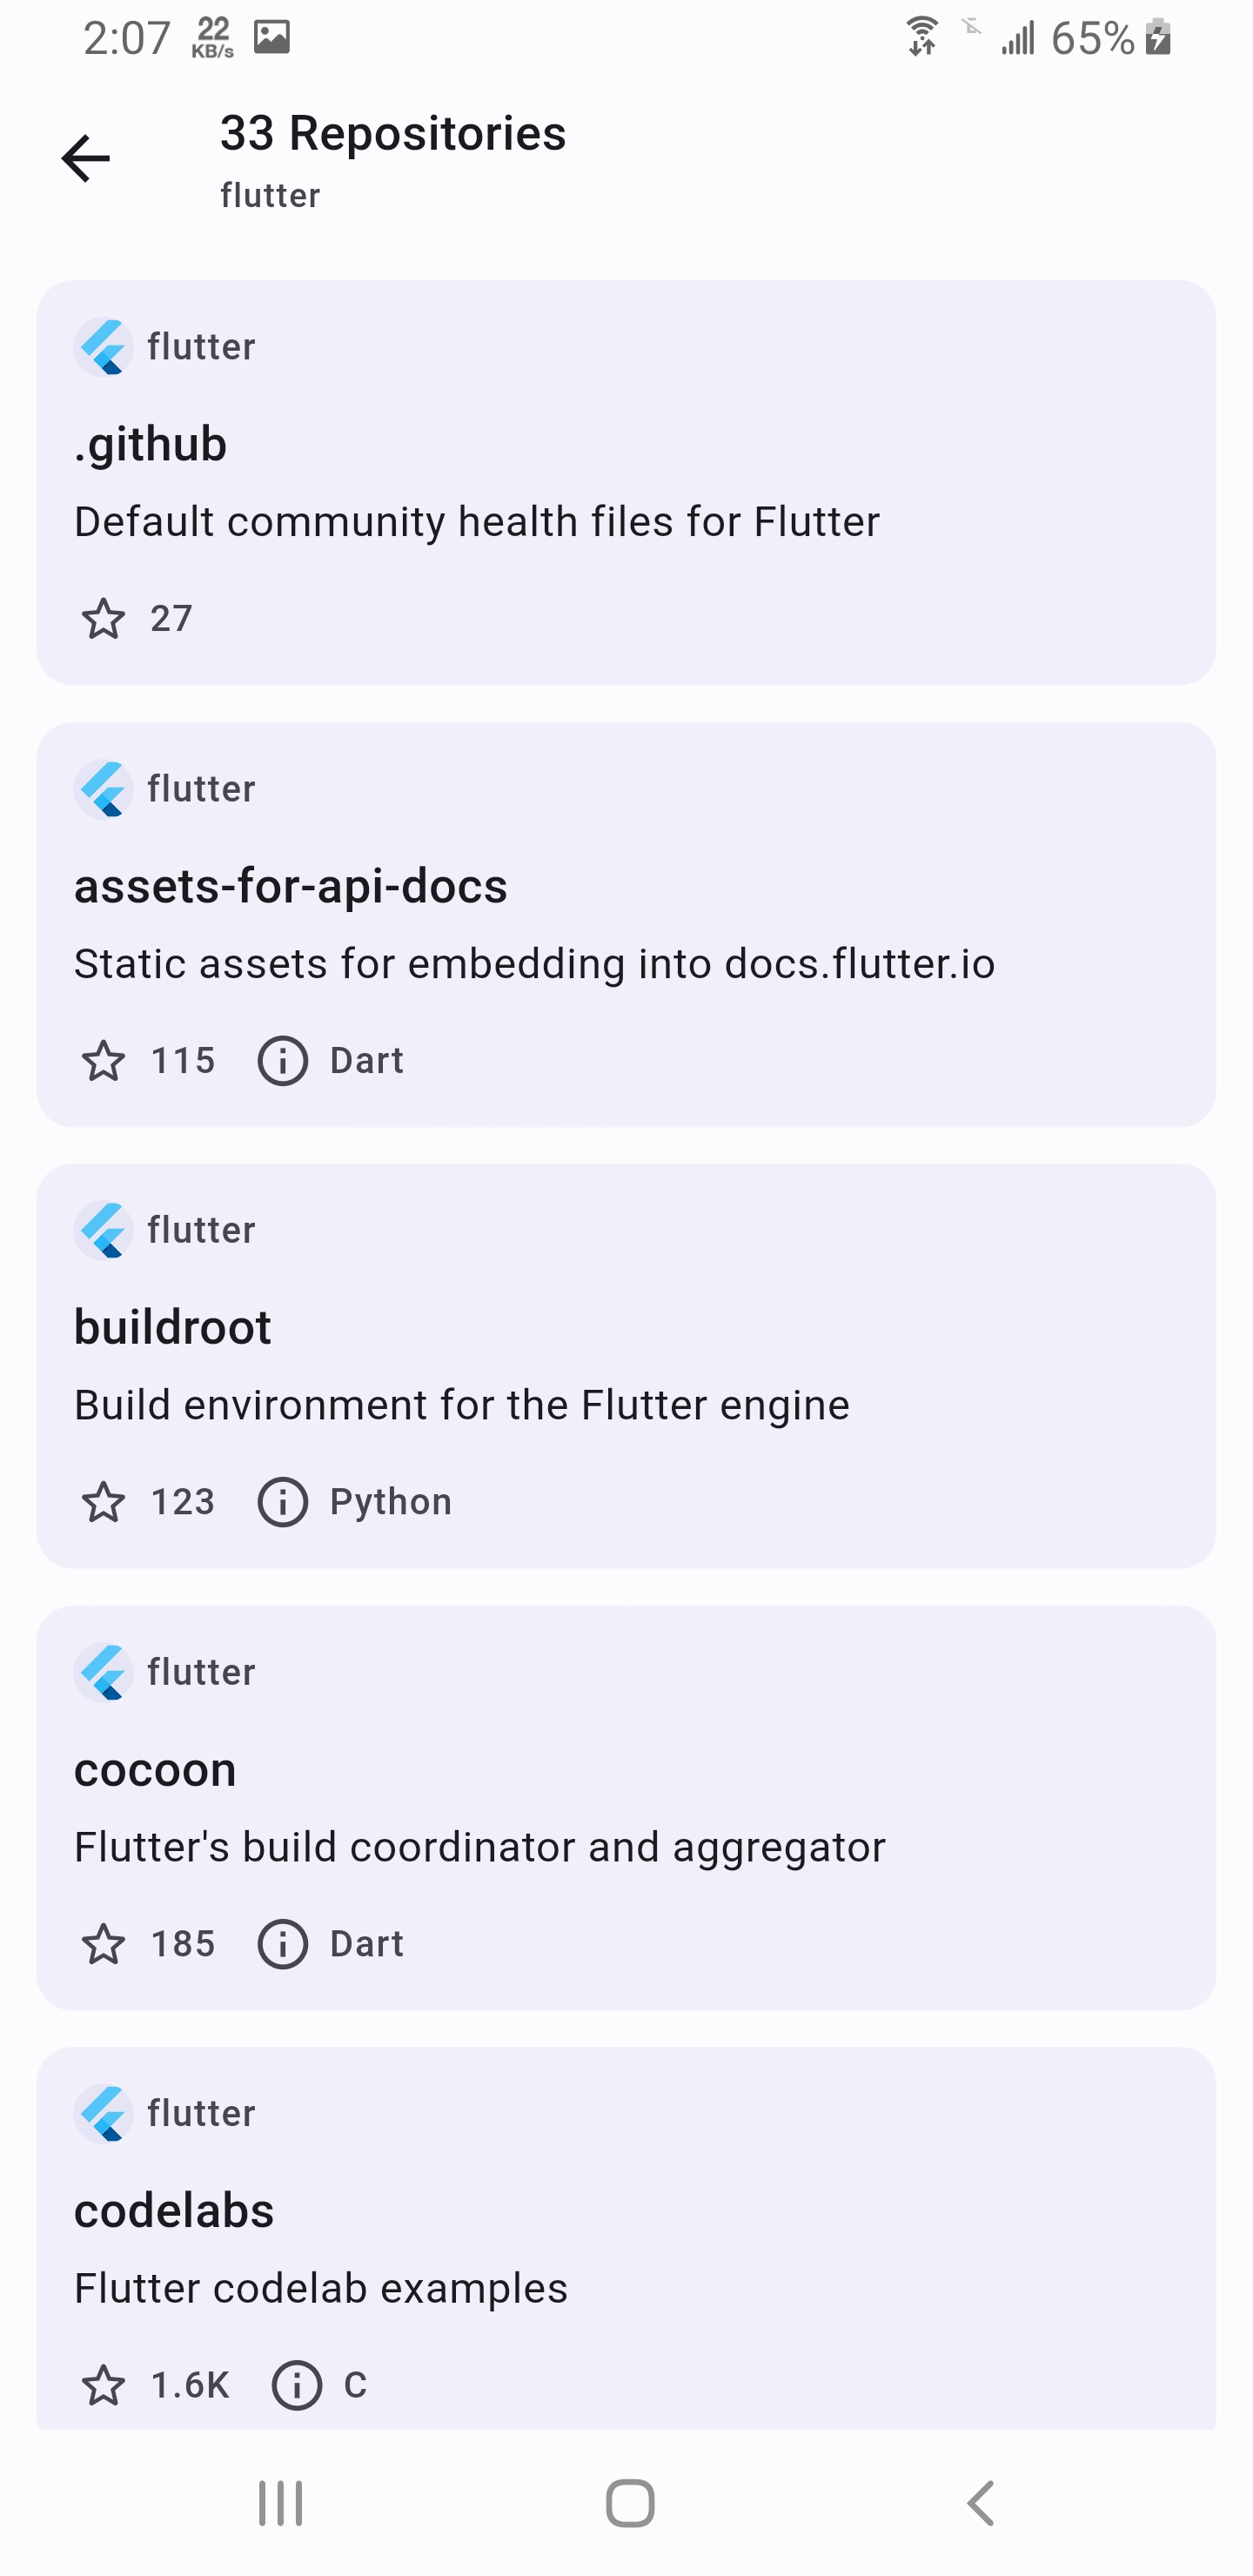 2:07 22 KB/s 65%
33 Repositories
flutter
flutter
.github
Default community health files for Flutter
27
flutter
assets-for-api-docs
Static assets for embedding into docs.flutter.io
115 Dart
flutter
buildroot
Build environment for the Flutter engine
123 Python
flutter
cocoon
Flutter's build coordinator and aggregator
185 Dart
flutter
codelabs
Flutter codelab examples
1.6K C